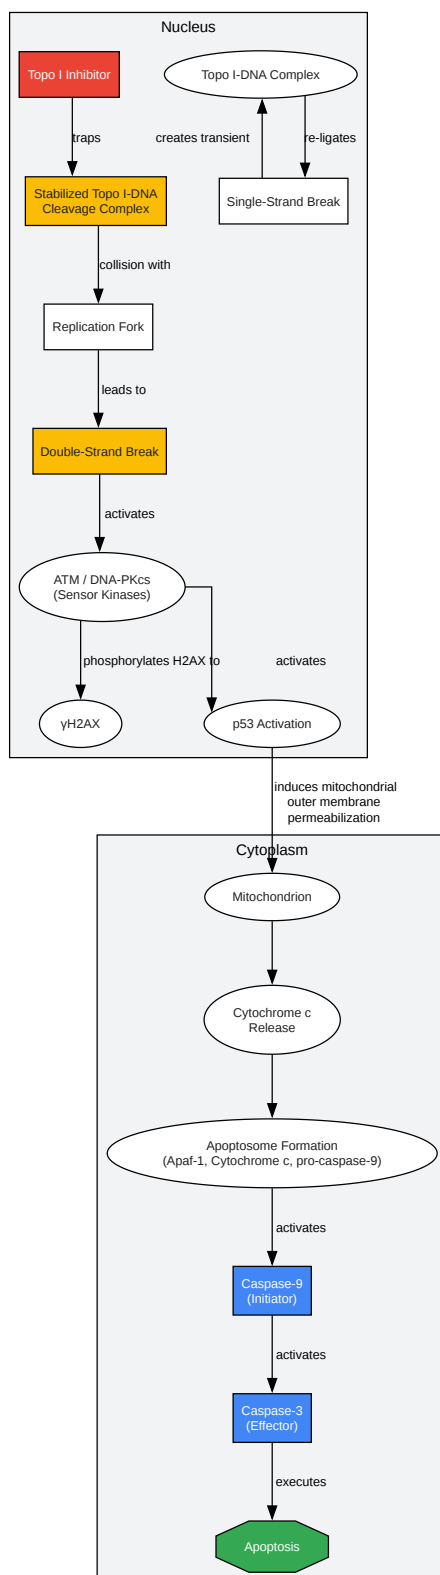 Nucleus
Topo I Inhibitor
Topo I-DNA Complex
traps
creates transient
re-ligates
Stabilized Topo I-DNA
Cleavage Complex
Single-Strand Break
collision with
Replication Fork
leads to
Double-Strand Break
activates
ATM / DNA-PKcs
(Sensor Kinases)
phosphorylates H2AX to
activates
γH2AX
p53 Activation
induces mitochondrial
outer membrane
permeabilization
Cytoplasm
Mitochondrion
Cytochrome c
Release
Apoptosome Formation
(Apaf-1, Cytochrome c, pro-caspase-9)
activates
Caspase-9
(Initiator)
activates
Caspase-3
(Effector)
executes
Apoptosis